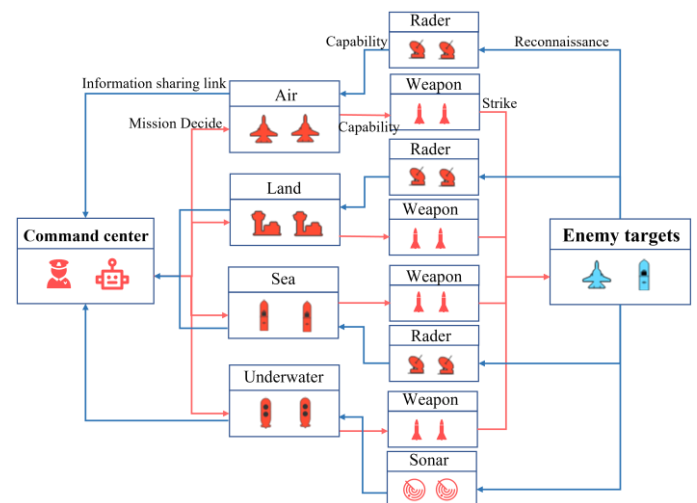 Rader
Capability
Reconnaissance
Information sharing link
Air
Weapon
Strike
Mission Decide
Capability
Rader
Land
Weapon
Command center
Enemy targets
Sea
Weapon
Rader
Underwater
Weapon
Sonar